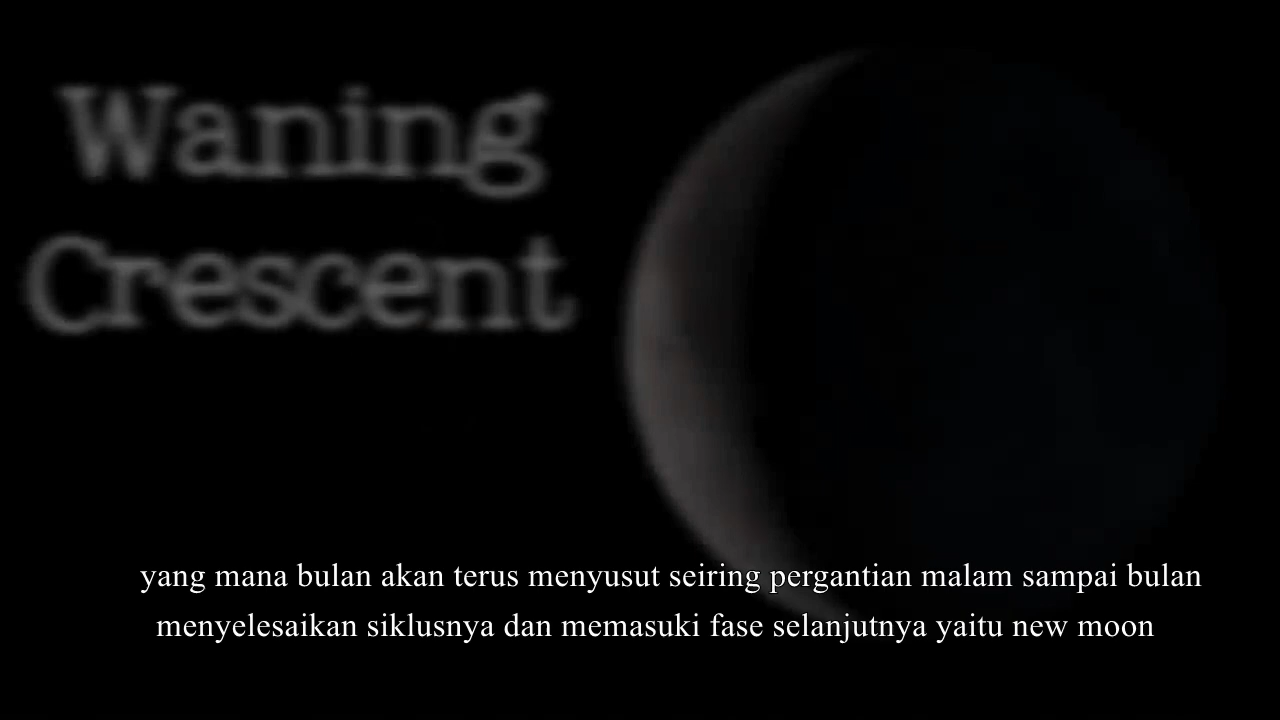 Waning
Crescent
yang mana bulan akan terus menyusut seiring pergantian malam sampai bulan
menyelesaikan siklusnya dan memasuki fase selanjutnya yaitu new moon